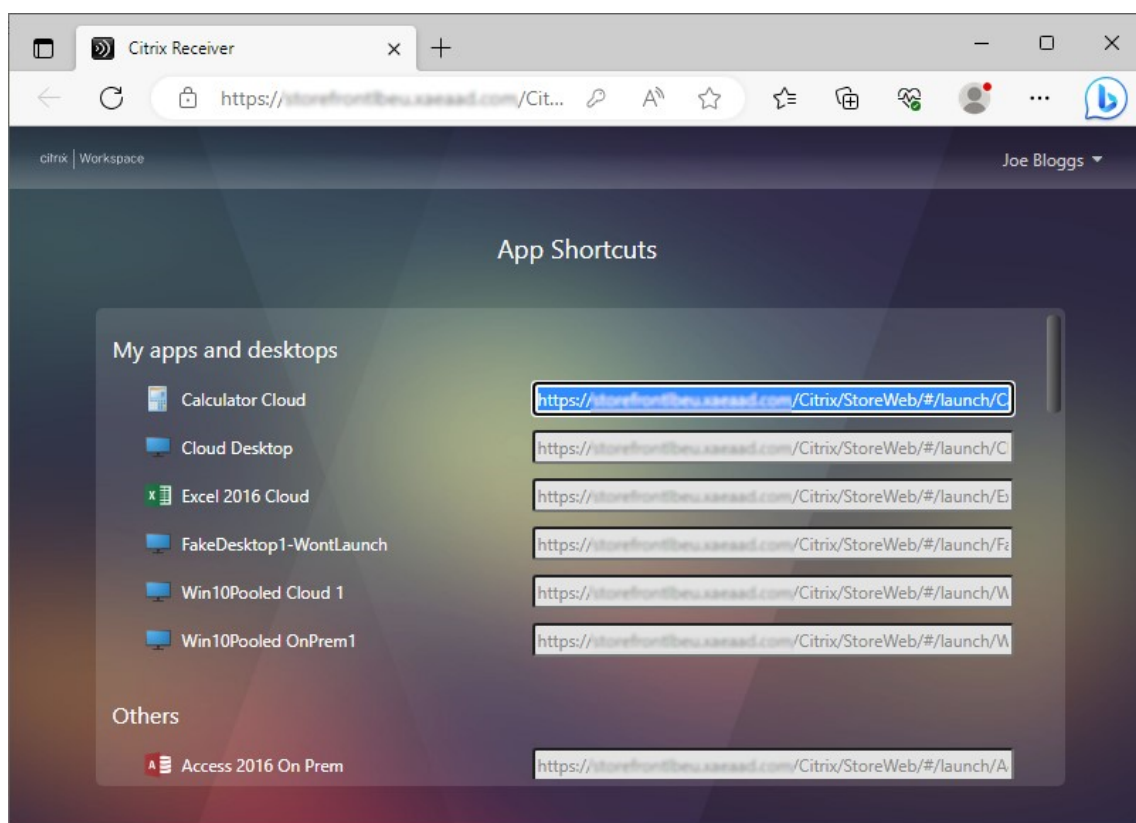 Citrix Receiver
https:// /Cit...
citrix | Workspace
Joe Bloggs
App Shortcuts
My apps and desktops
Calculator Cloud https:// /Citrix/StoreWeb/#/launch/C
Cloud Desktop https:// /Citrix/StoreWeb/#/launch/C
Excel 2016 Cloud https:// /Citrix/StoreWeb/#/launch/Ex
FakeDesktop1-WontLaunch https:// /Citrix/StoreWeb/#/launch/Fa
Win10Pooled Cloud 1 https:// /Citrix/StoreWeb/#/launch/W
Win10Pooled OnPrem1 https:// /Citrix/StoreWeb/#/launch/W
Others
Access 2016 On Prem https:// /Citrix/StoreWeb/#/launch/A